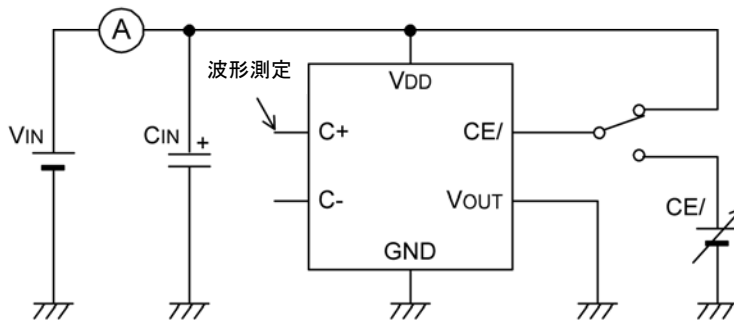 A
波形測定
VDD
VIN
CIN
+
C+
CE/
C-
VOUT
CE/
GND